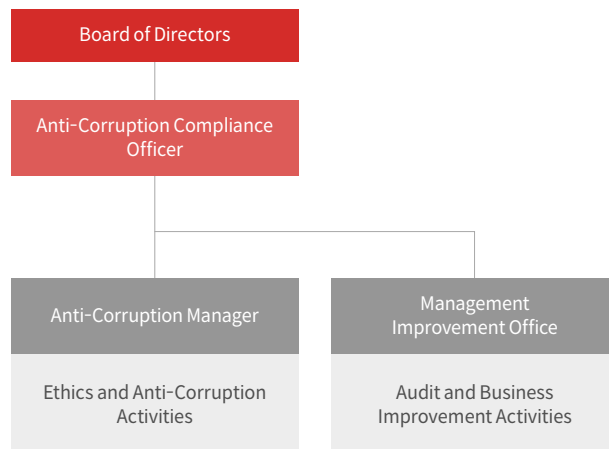 Board of Directors
Anti-Corruption Compliance
Officer
Anti-Corruption Manager
Management
Improvement Office
Ethics and Anti-Corruption
Activities
Audit and Business
Improvement Activities